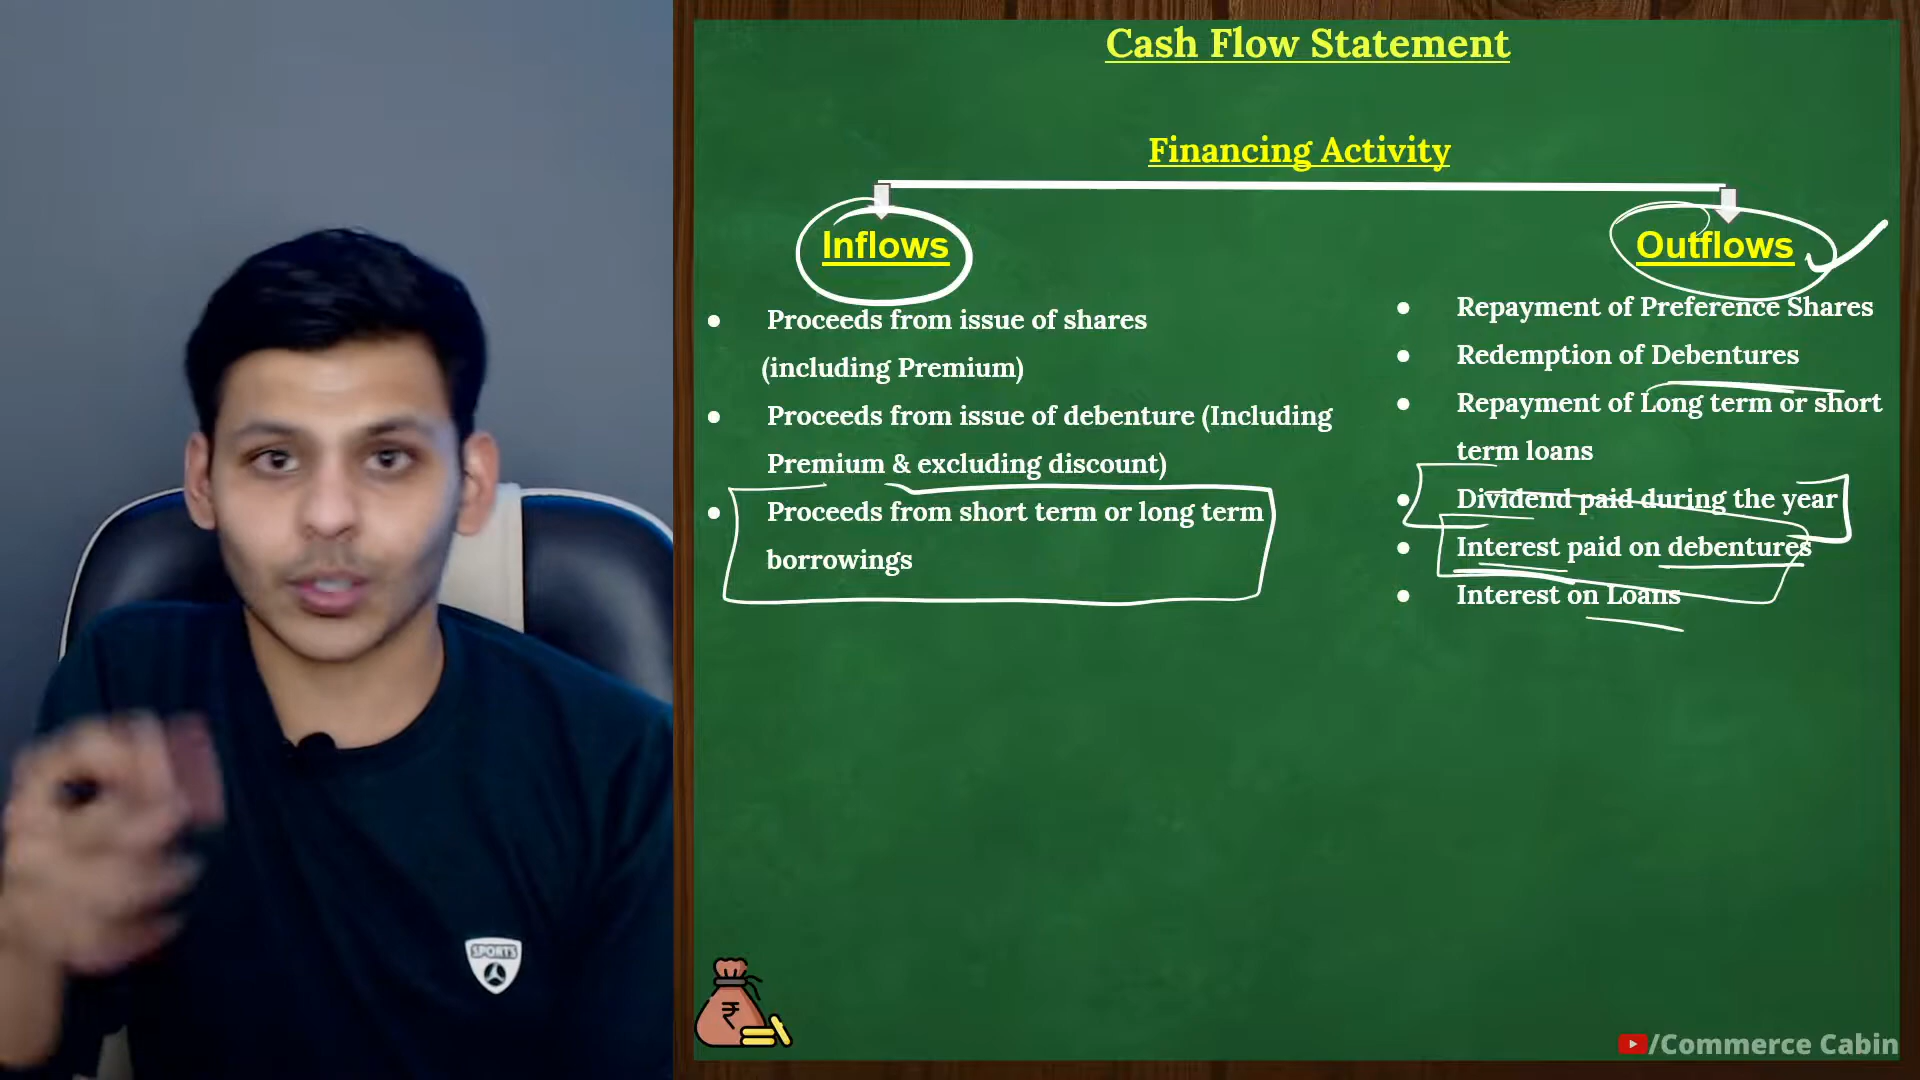 Cash Flow Statement
Financing Activity
Inflows
● Proceeds from issue of shares
(including Premium)
● Proceeds from issue of debenture (Including
Premium & excluding discount)
● Proceeds from short term or long term
borrowings
Outflows
● Repayment of Preference Shares
● Redemption of Debentures
● Repayment of Long term or short
term loans
● Dividend paid during the year
● Interest paid on debentures
● Interest on Loans
SPORTS
₹
/Commerce Cabin